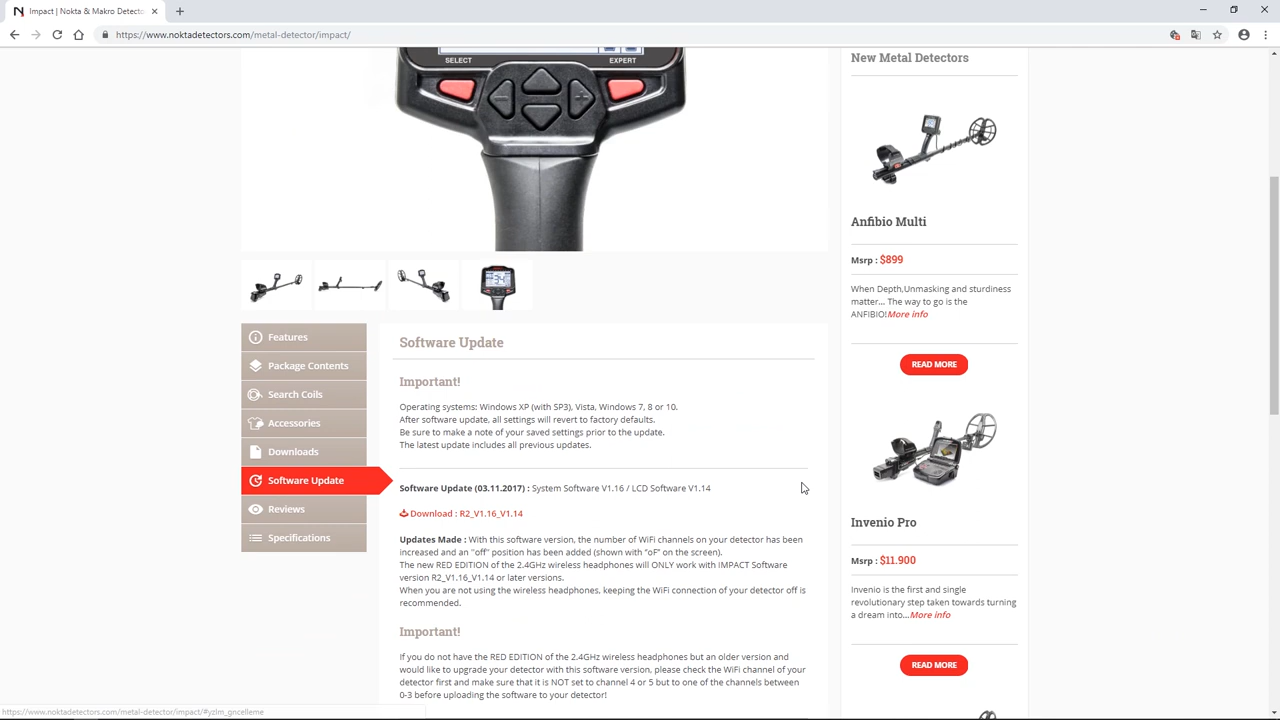 Impact | Nokta & Makro Detecto
https://www.noktadetectors.com/metal-detector/impact/
SELECT
EXPERT
New Metal Detectors
Anfibio Multi
Msrp : $899
When Depth,Unmasking and sturdiness
matter... The way to go is the
ANFIBIO!More info
READ MORE
Invenio Pro
Msrp : $11.900
Invenio is the first and single
revolutionary step taken towards turning
a dream into...More info
READ MORE
Features
Package Contents
Search Coils
Accessories
Downloads
Software Update
Reviews
Specifications
Software Update
Important!
Operating systems: Windows XP (with SP3), Vista, Windows 7, 8 or 10.
After software update, all settings will revert to factory defaults.
Be sure to make a note of your saved settings prior to the update.
The latest update includes all previous updates.
Software Update (03.11.2017) : System Software V1.16 / LCD Software V1.14
Download : R2_V1.16_V1.14
Updates Made : With this software version, the number of WiFi channels on your detector has been
increased and an "off" position has been added (shown with "oF" on the screen).
The new RED EDITION of the 2.4GHz wireless headphones will ONLY work with IMPACT Software
version R2_V1.16_V1.14 or later versions.
When you are not using the wireless headphones, keeping the WiFi connection of your detector off is
recommended.
Important!
If you do not have the RED EDITION of the 2.4GHz wireless headphones but an older version and
would like to upgrade your detector with this software version, please check the WiFi channel of your
detector first and make sure that it is NOT set to channel 4 or 5 but to one of the channels between
0-3 before uploading the software to your detector!
https://www.noktadetectors.com/metal-detector/impact/#yzlm_gncelleme